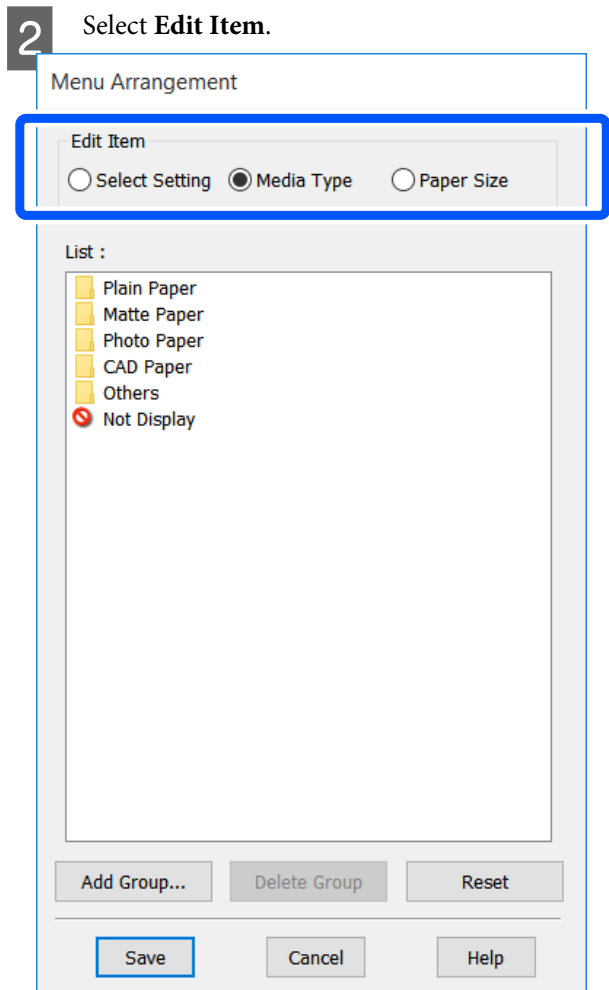 2 Select Edit Item.
Menu Arrangement
Edit Item
Select Setting Media Type Paper Size
List :
Plain Paper
Matte Paper
Photo Paper
CAD Paper
Others
Not Display
Add Group... Delete Group Reset
Save Cancel Help